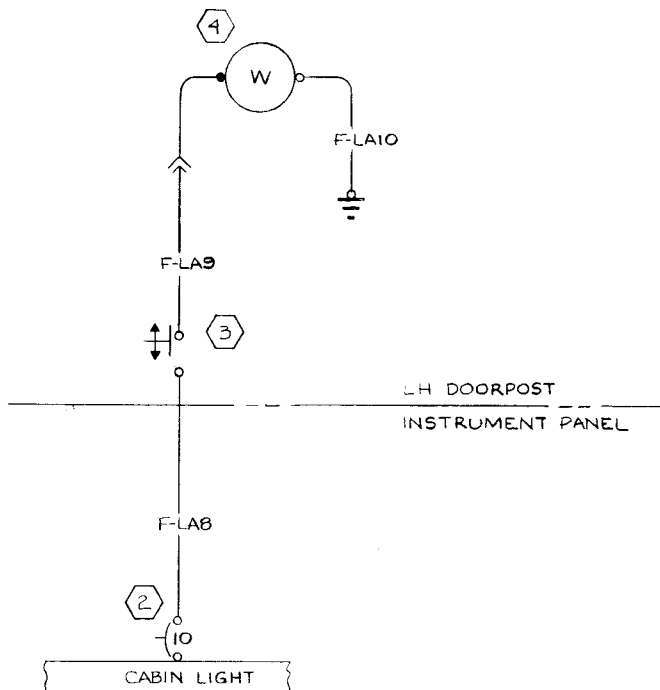 4
W
F-LA10
F-LA9
3
LH DOORPOST
INSTRUMENT PANEL
F-LA8
2
10
CABIN LIGHT